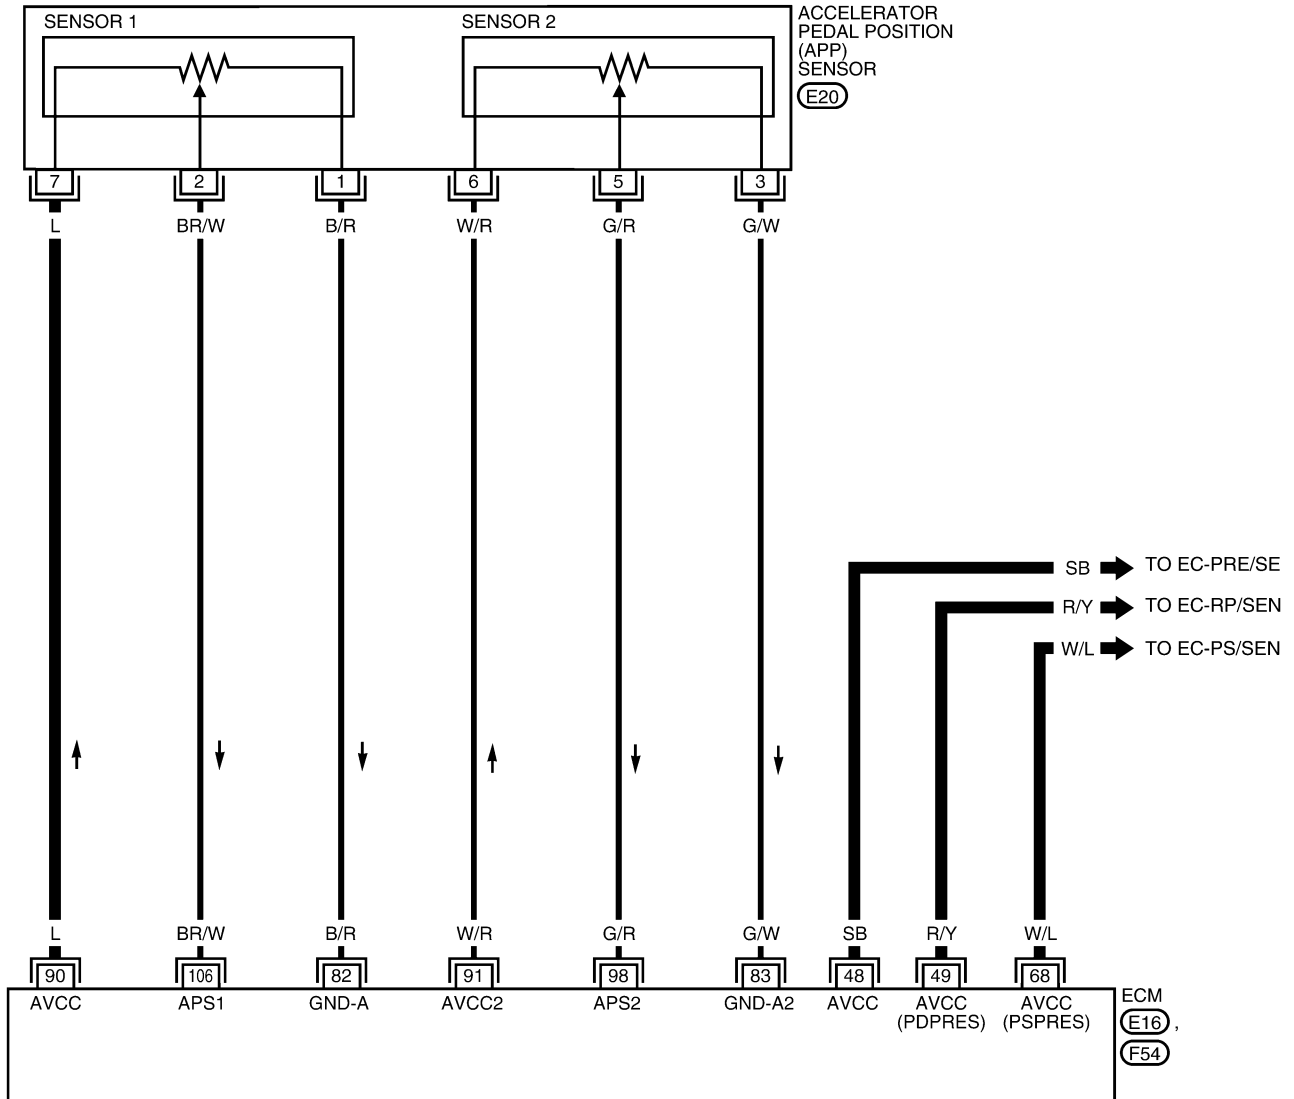 SENSOR 1
SENSOR 2
ACCELERATOR
PEDAL POSITION
(APP)
SENSOR
E20
7 2 1 6 5 3
L BR/W B/R W/R G/R G/W
SB TO EC-PRE/SE
R/Y TO EC-RP/SEN
W/L TO EC-PS/SEN
L BR/W B/R W/R G/R G/W SB R/Y W/L
90 106 82 91 98 83 48 49 68
AVCC APS1 GND-A AVCC2 APS2 GND-A2 AVCC AVCC AVCC
(PDPRES) (PSPRES)
ECM
E16 ,
F54